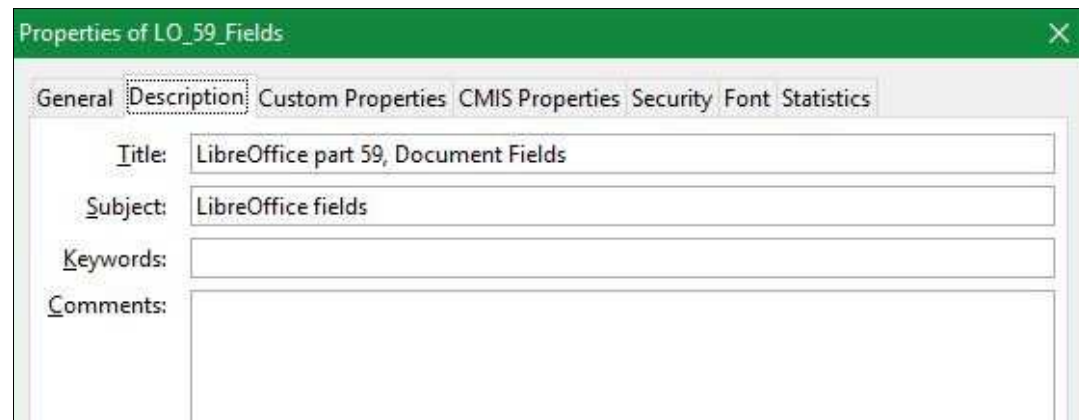 Properties of LO_59_Fields
General Description Custom Properties CMIS Properties Security Font Statistics
Title: LibreOffice part 59, Document Fields
Subject: LibreOffice fields
Keywords:
Comments: